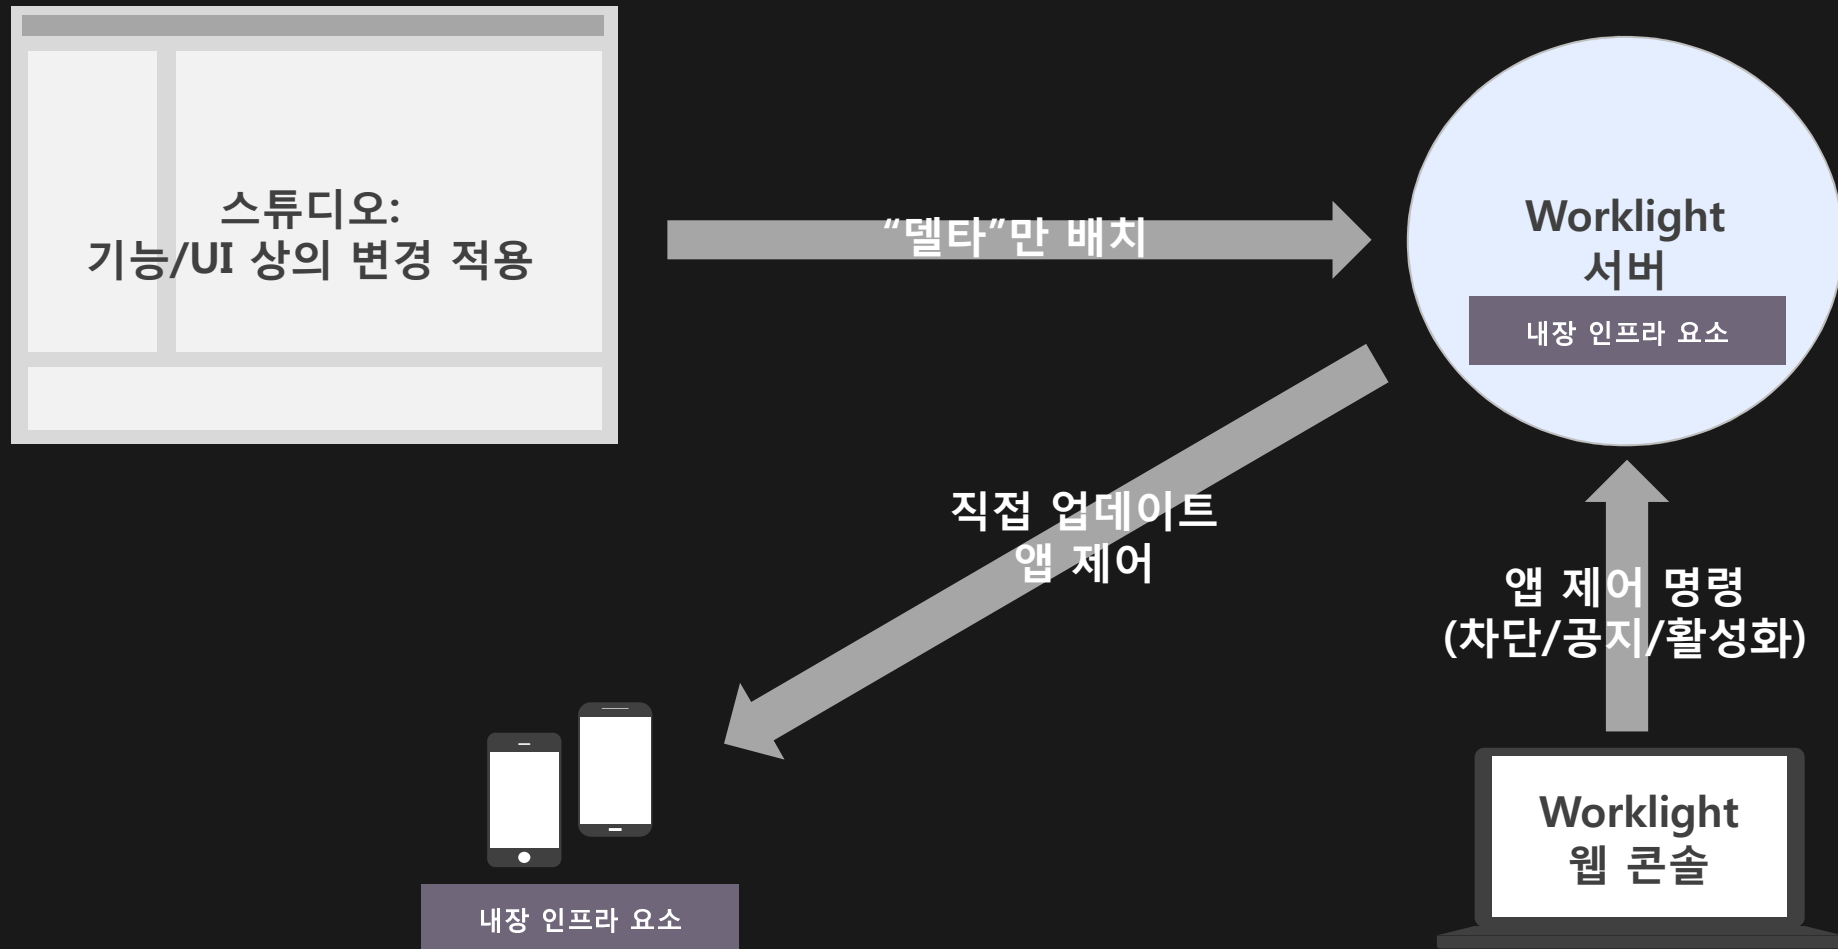 스튜디오:
기능/UI 상의 변경 적용
“델타”만 배치
Worklight
서버
내장 인프라 요소
직접 업데이트
앱 제어
앱 제어 명령
(차단/공지/활성화)
Worklight
웹 콘솔
내장 인프라 요소